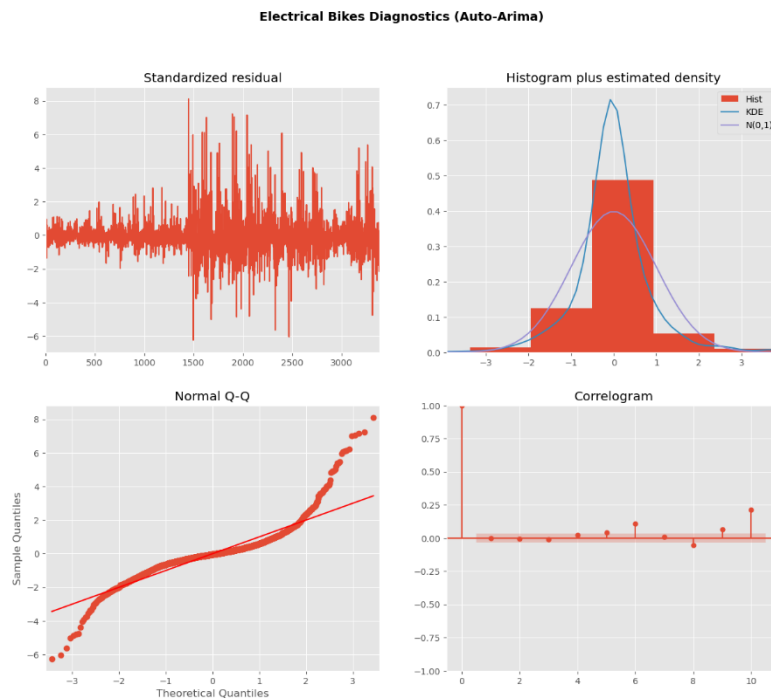 Electrical Bikes Diagnostics (Auto-Arima)
Standardized residual
8
6
4
2
0
−2
−4
−6
0 500 1000 1500 2000 2500 3000
Histogram plus estimated density
Hist
KDE
N(0,1)
0.7
0.6
0.5
0.4
0.3
0.2
0.1
0.0
−3 −2 −1 0 1 2 3
Normal Q-Q
Sample Quantiles
8
6
4
2
0
−2
−4
−6
−3 −2 −1 0 1 2 3
Theoretical Quantiles
Correlogram
1.00
0.75
0.50
0.25
0.00
−0.25
−0.50
−0.75
−1.00
0 2 4 6 8 10